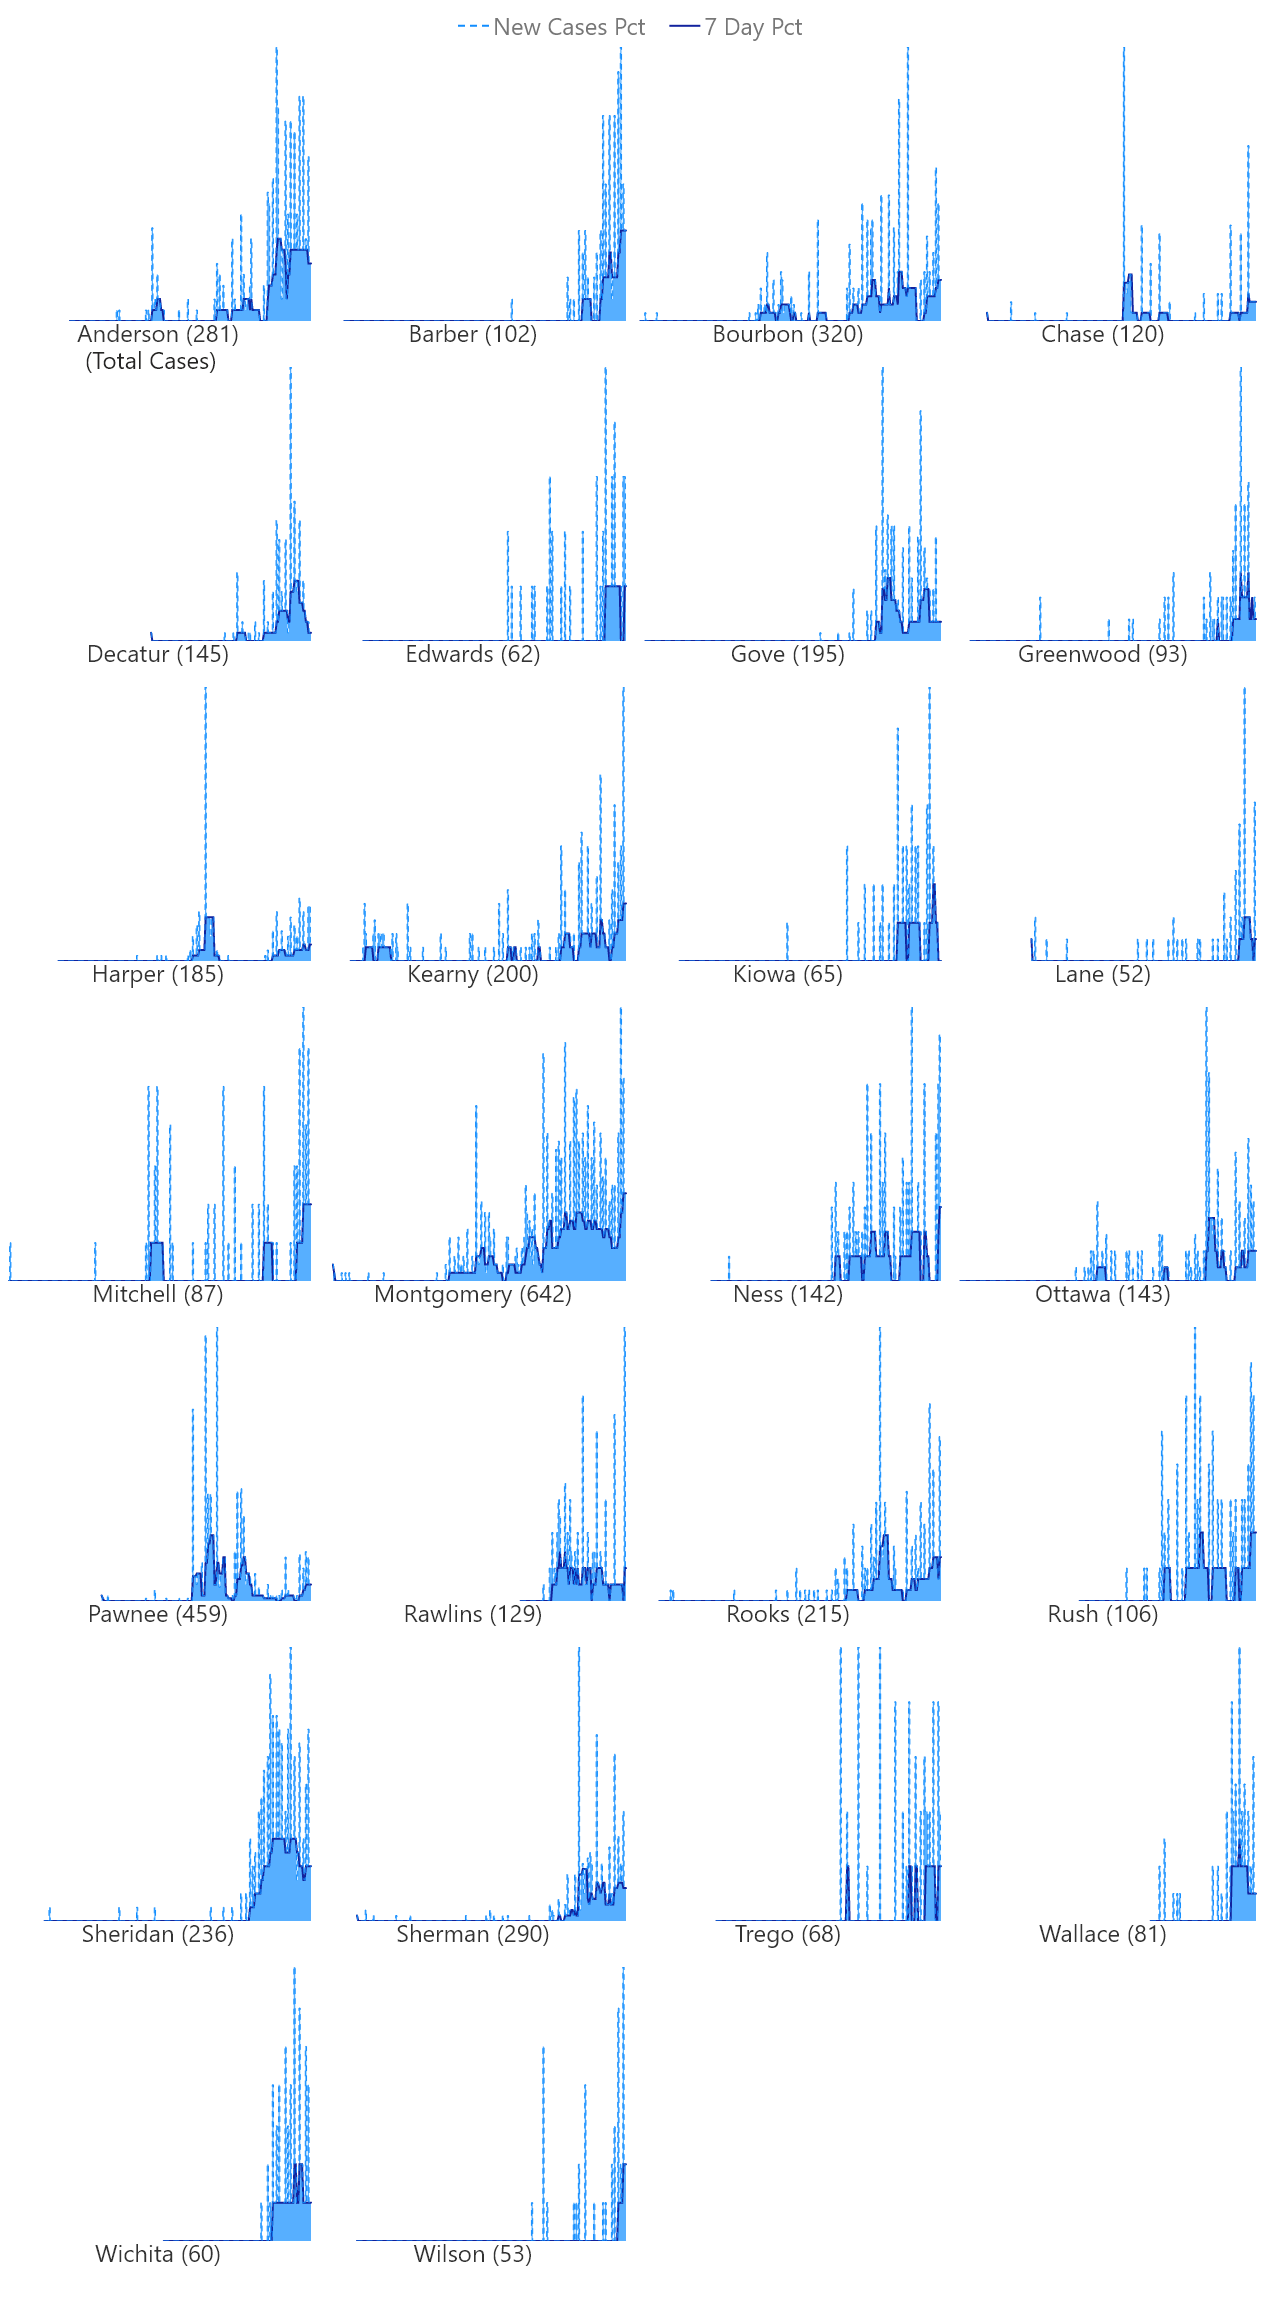 New Cases Pct 7 Day Pct
Anderson (281) Barber (102) Bourbon (320) Chase (120)
(Total Cases)
Decatur (145) Edwards (62) Gove (195) Greenwood (93)
Harper (185) Kearny (200) Kiowa (65) Lane (52)
Mitchell (87) Montgomery (642) Ness (142) Ottawa (143)
Pawnee (459) Rawlins (129) Rooks (215) Rush (106)
Sheridan (236) Sherman (290) Trego (68) Wallace (81)
Wichita (60) Wilson (53)